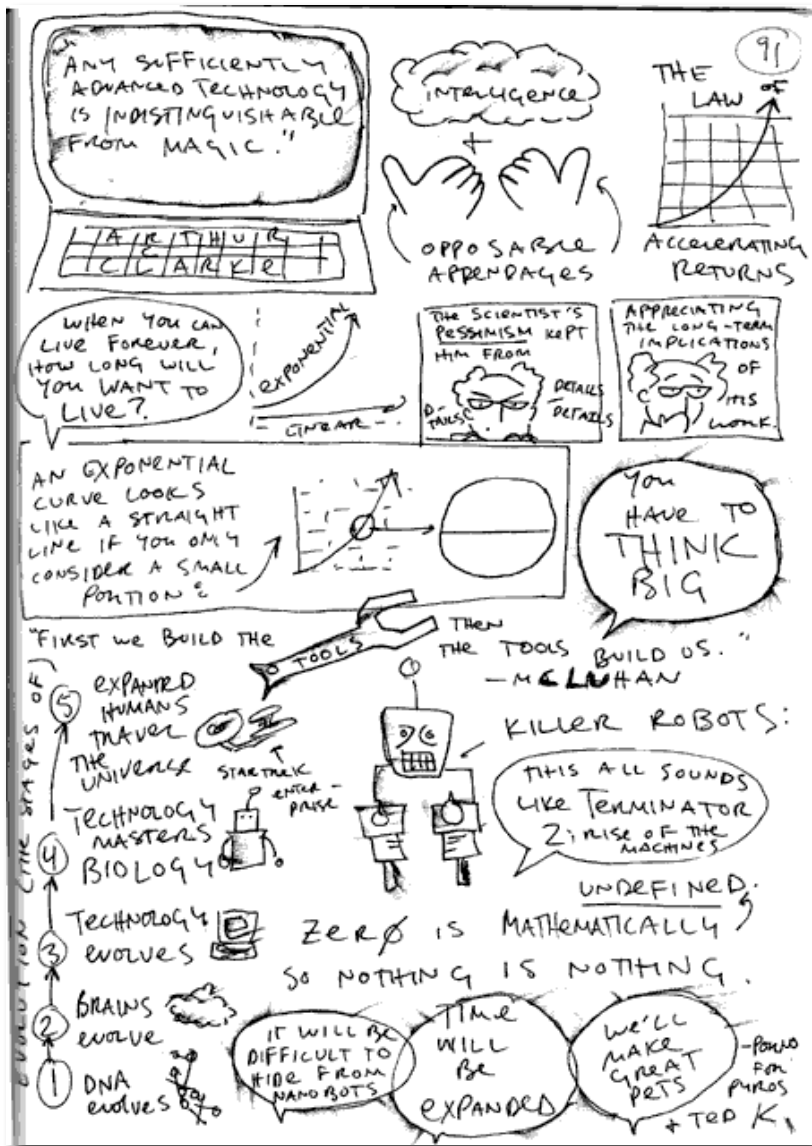 91
"ANY SUFFICIENTLY
ADVANCED TECHNOLOGY
IS INDISTINGUISHABLE
FROM MAGIC."
ARTHUR
CLARKE
INTELLIGENCE
+
OPPOSABLE
APPENDAGES
THE
LAW OF
ACCELERATING
RETURNS
WHEN YOU CAN
LIVE FOREVER,
HOW LONG WILL
YOU WANT TO
LIVE?
EXPONENTIAL
LINEAR
THE SCIENTIST'S
PESSIMISM KEPT
HIM FROM
D-TAILS
DETAILS
DETAILS
APPRECIATING
THE LONG-TERM
IMPLICATIONS
OF
HIS
WORK.
AN EXPONENTIAL
CURVE LOOKS
LIKE A STRAIGHT
LINE IF YOU ONLY
CONSIDER A SMALL
PORTION:
YOU
HAVE TO
THINK
BIG
"FIRST WE BUILD THE
TOOLS
THEN
THE TOOLS
BUILD US."
—MCLUHAN
EVOLUTION (THE STAGES OF)
5 EXPANDED
HUMANS
TRAVEL
THE
UNIVERSE
STAR TREK
ENTER-
PRISE
KILLER ROBOTS:
THIS ALL SOUNDS
LIKE TERMINATOR
2: RISE OF THE
MACHINES
4 TECHNOLOGY
MASTERS
BIOLOGY
3 TECHNOLOGY
EVOLVES
UNDEFINED.
ZERØ IS MATHEMATICALLY
SO NOTHING IS NOTHING.
2 BRAINS
EVOLVE
1 DNA
EVOLVES
IT WILL BE
DIFFICULT TO
HIDE FROM
NANOBOTS
TIME
WILL
BE
EXPANDED
WE'LL
MAKE
GREAT
PETS
-PORNO
FOR
PYROS
+ TED K.